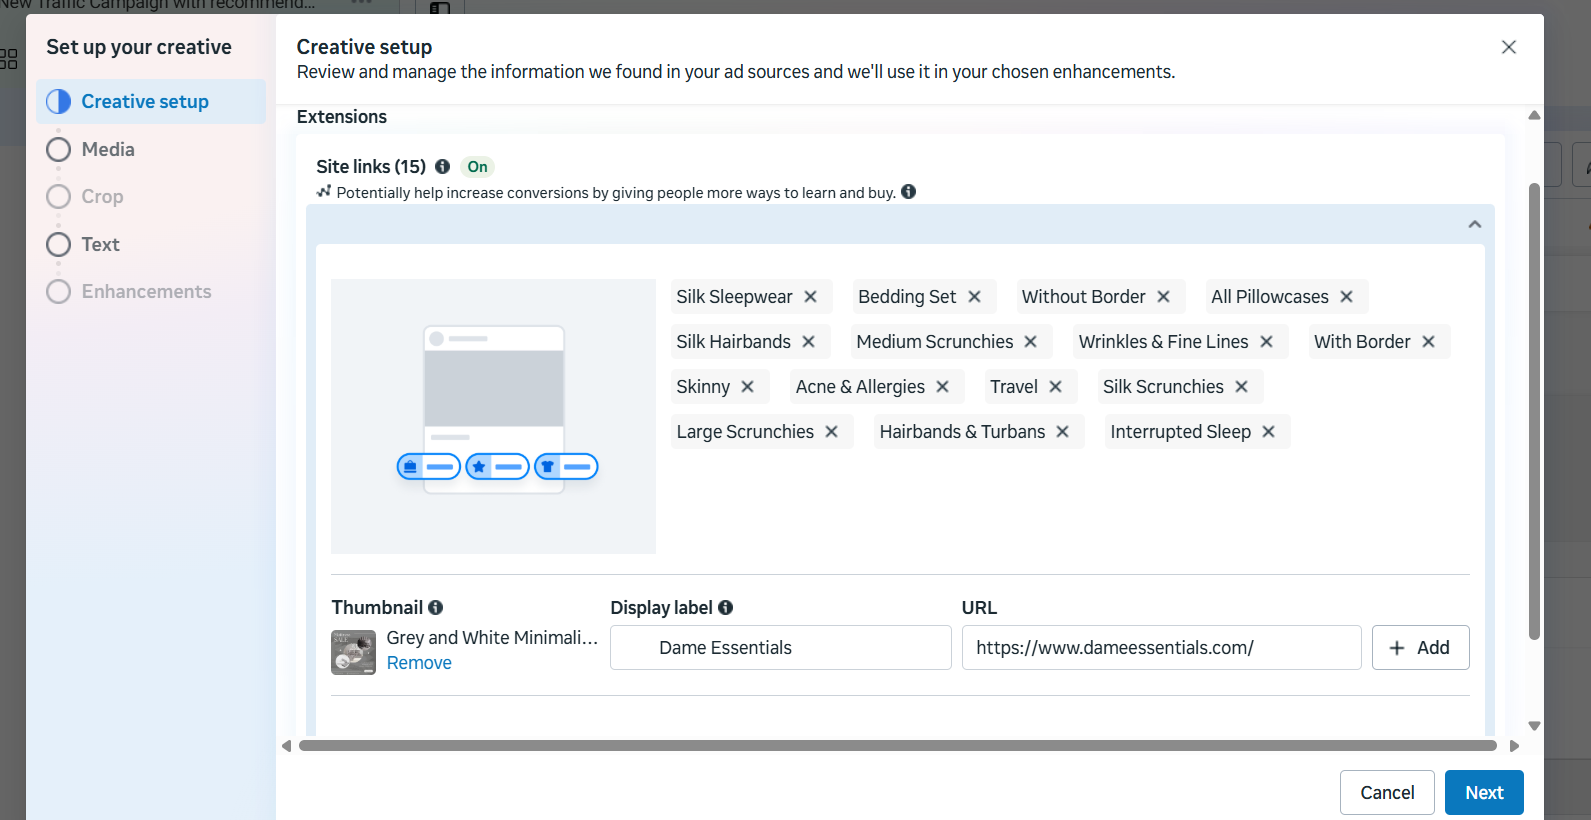 New Traffic Campaign with recommend...
Set up your creative
Creative setup
Media
Crop
Text
Enhancements
Creative setup
Review and manage the information we found in your ad sources and we'll use it in your chosen enhancements.
Extensions
Site links (15) On
Potentially help increase conversions by giving people more ways to learn and buy.
Silk Sleepwear Bedding Set Without Border All Pillowcases
Silk Hairbands Medium Scrunchies Wrinkles & Fine Lines With Border
Skinny Acne & Allergies Travel Silk Scrunchies
Large Scrunchies Hairbands & Turbans Interrupted Sleep
Thumbnail Display label URL
Grey and White Minimali...
Remove
Dame Essentials
https://www.dameessentials.com/
+ Add
Cancel Next